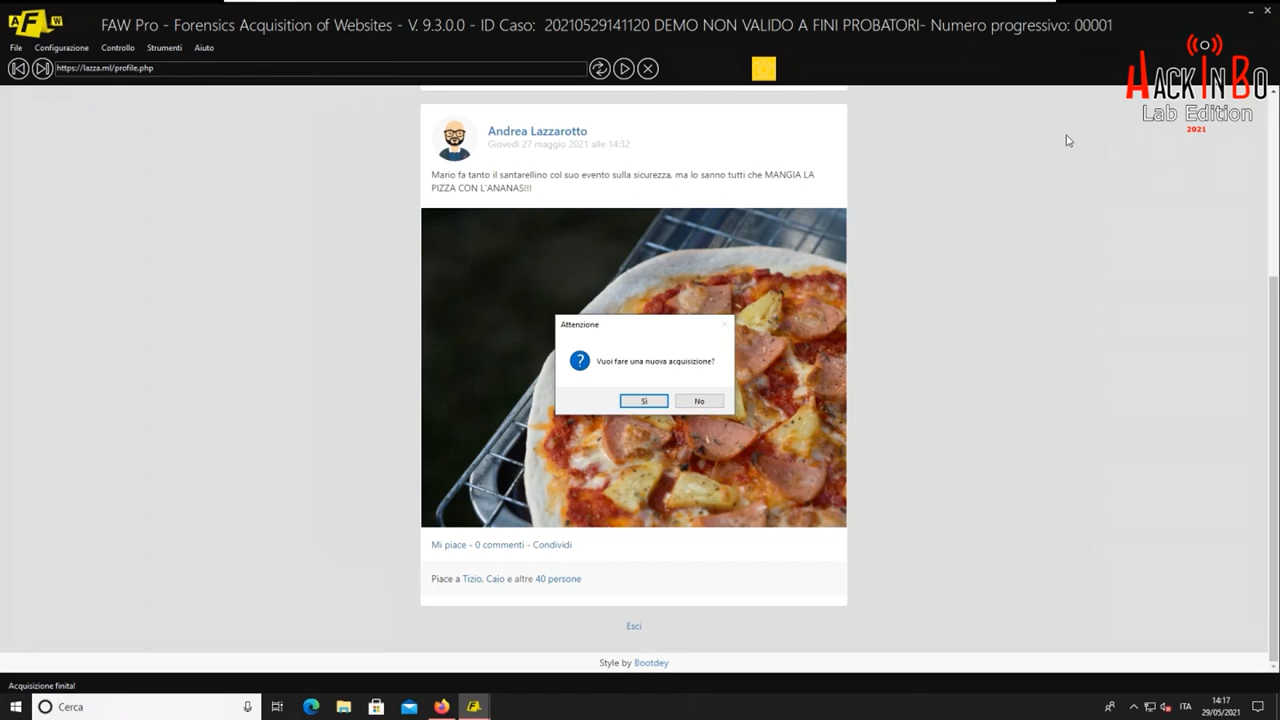 FAW
FAW Pro - Forensics Acquisition of Websites - V. 9.3.0.0 - ID Caso: 20210529141120 DEMO NON VALIDO A FINI PROBATORI- Numero progressivo: 00001
File Configurazione Controllo Strumenti Aiuto
https://lazza.ml/profile.php
HACKINBO
Lab Edition
2021
Andrea Lazzarotto
Giovedì 27 maggio 2021 alle 14:32
Mario fa tanto il santarellino col suo evento sulla sicurezza, ma lo sanno tutti che MANGIA LA
PIZZA CON L'ANANAS!!!
Attenzione
? Vuoi fare una nuova acquisizione?
Sì No
Mi piace - 0 commenti - Condividi
Piace a Tizio, Caio e altre 40 persone
Esci
Style by Bootdey
Acquisizione finita!
Cerca
ITA
14:17
29/05/2021